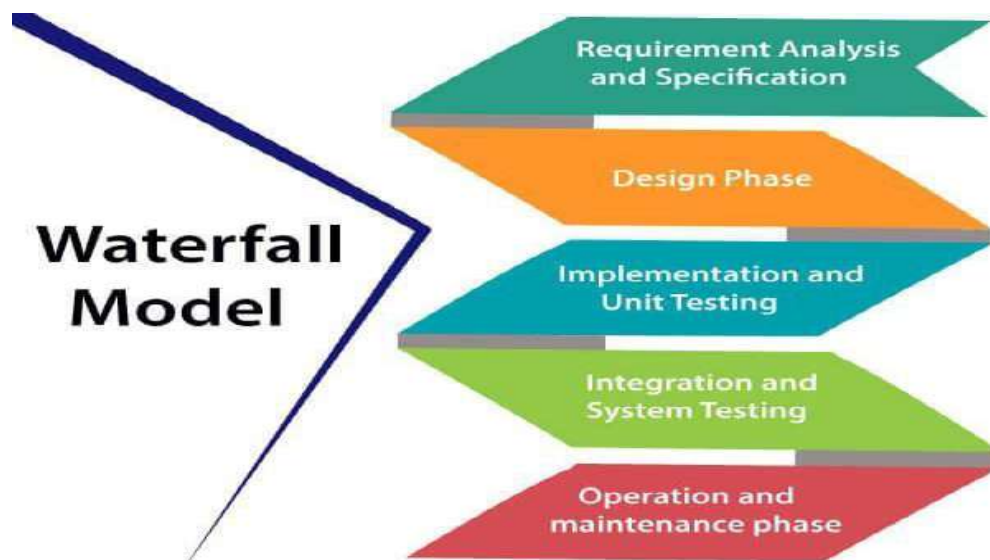 Waterfall
Model
Requirement Analysis
and Specification
Design Phase
Implementation and
Unit Testing
Integration and
System Testing
Operation and
maintenance phase